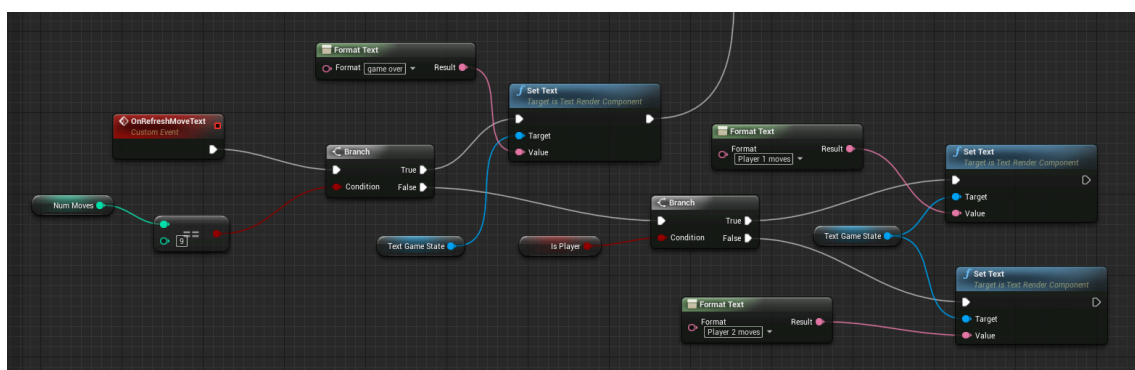 Format Text
Format game over Result
Set Text
Target is Text Render Component
Target
Value
OnRefreshMoveText
Custom Event
Branch
True
Condition False
Num Moves
==
9
Text Game State
Format Text
Format
Player 1 moves
Result
Set Text
Target is Text Render Component
Target
Value
Branch
True
Condition False
Is Player
Text Game State
Format Text
Format
Player 2 moves
Result
Set Text
Target is Text Render Component
Target
Value